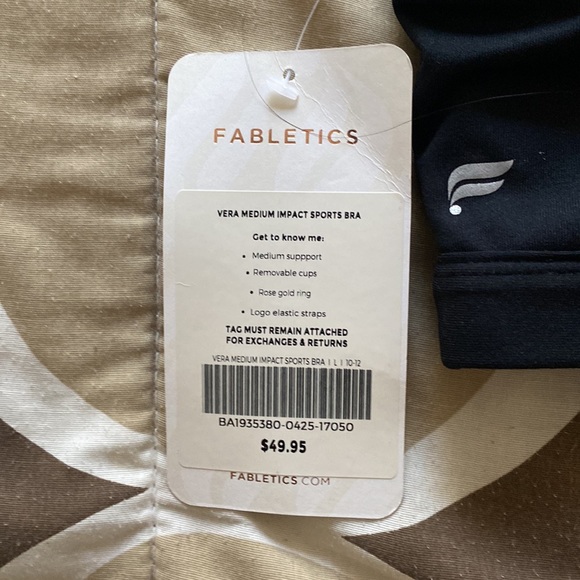 FABLETICS
VERA MEDIUM IMPACT SPORTS BRA
Get to know me:
• Medium suppport
• Removable cups
• Rose gold ring
• Logo elastic straps
TAG MUST REMAIN ATTACHED
FOR EXCHANGES & RETURNS
VERA MEDIUM IMPACT SPORTS BRA | L | 10-12
BA1935380-0425-17050
$49.95
FABLETICS.COM